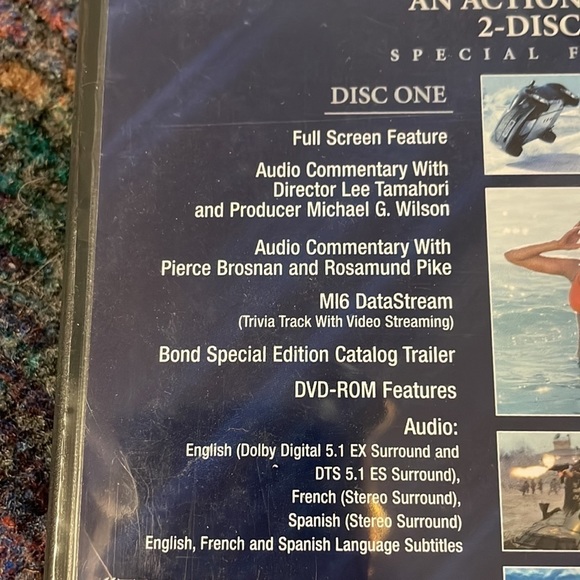 AN ACTION
2-DISC
SPECIAL F
DISC ONE
Full Screen Feature
Audio Commentary With
Director Lee Tamahori
and Producer Michael G. Wilson
Audio Commentary With
Pierce Brosnan and Rosamund Pike
MI6 DataStream
(Trivia Track With Video Streaming)
Bond Special Edition Catalog Trailer
DVD-ROM Features
Audio:
English (Dolby Digital 5.1 EX Surround and
DTS 5.1 ES Surround),
French (Stereo Surround),
Spanish (Stereo Surround)
English, French and Spanish Language Subtitles